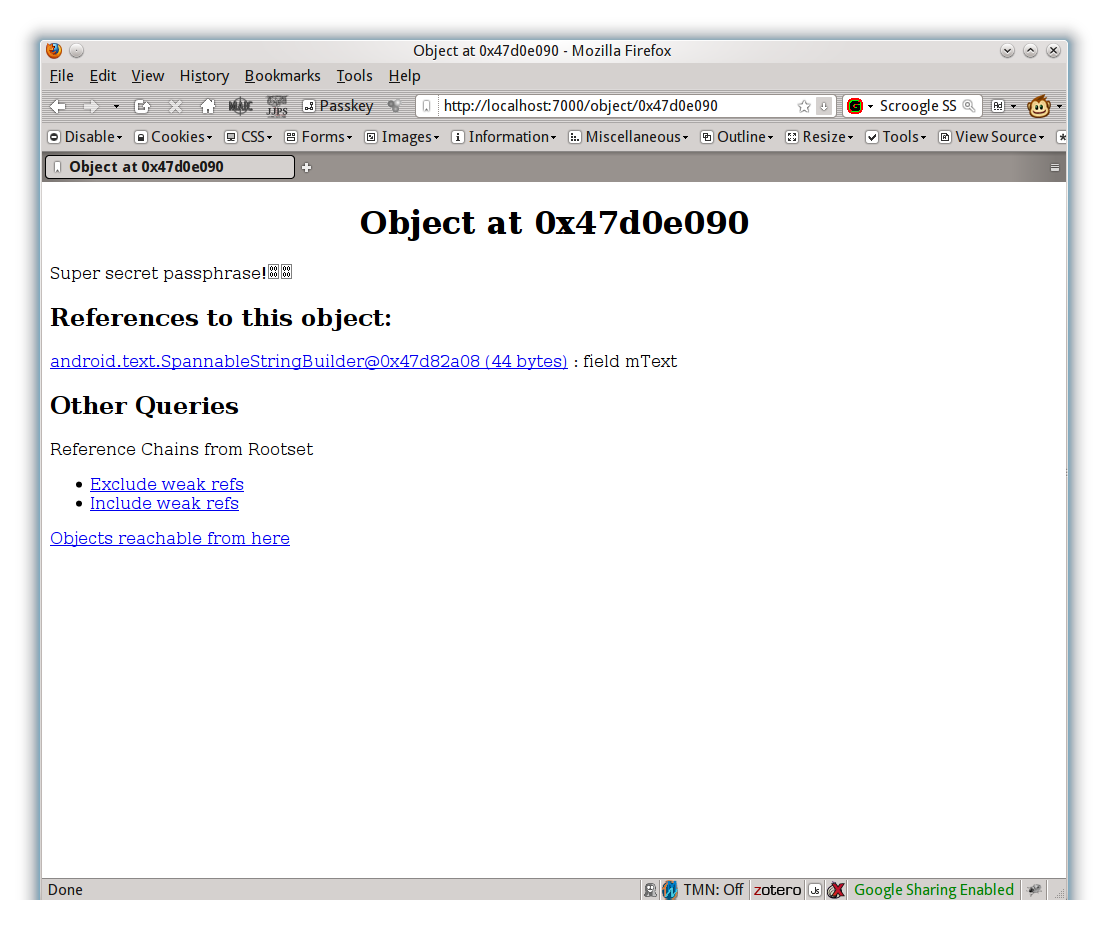 Object at 0x47d0e090 - Mozilla Firefox
File Edit View History Bookmarks Tools Help
Passkey http://localhost:7000/object/0x47d0e090 Scroogle SS
Disable Cookies CSS Forms Images Information Miscellaneous Outline Resize Tools View Source
Object at 0x47d0e090
Object at 0x47d0e090
Super secret passphrase!
References to this object:
android.text.SpannableStringBuilder@0x47d82a08 (44 bytes) : field mText
Other Queries
Reference Chains from Rootset
• Exclude weak refs
• Include weak refs
Objects reachable from here
Done TMN: Off zotero Google Sharing Enabled